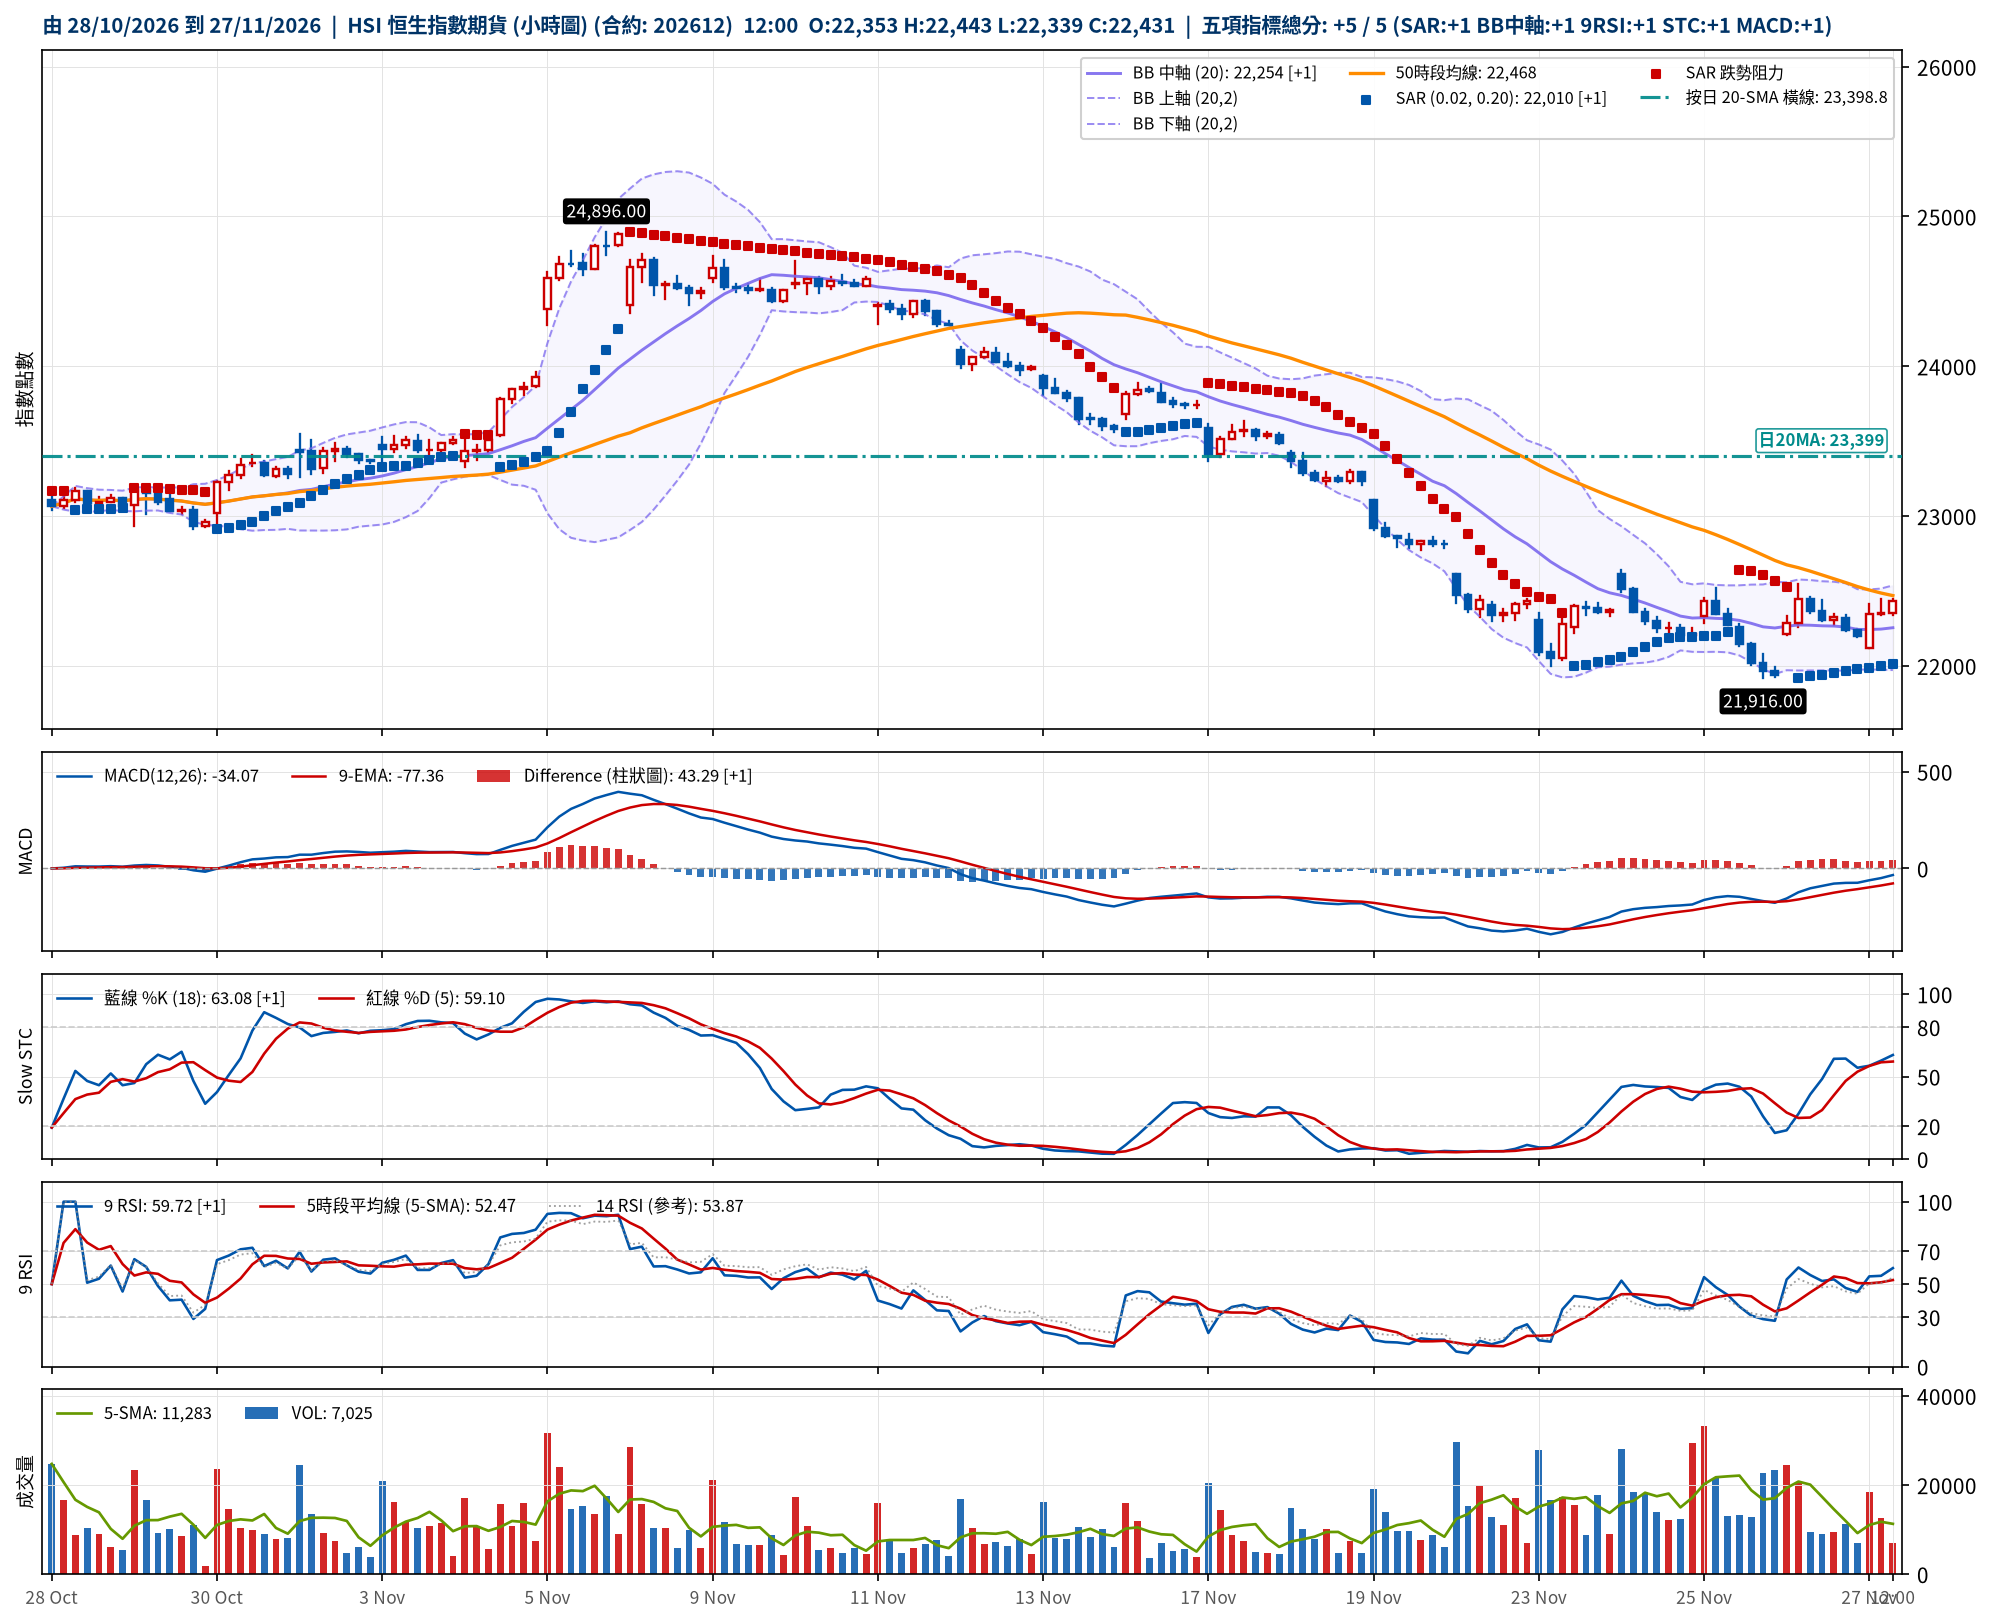 由 28/10/2026 到 27/11/2026 | HSI 恒生指數期貨 (小時圖) (合約: 202612) 12:00 O:22,353 H:22,443 L:22,339 C:22,431 | 五項指標總分: +5 / 5 (SAR:+1 BB中軸:+1 9RSI:+1 STC:+1 MACD:+1)
BB 中軸 (20): 22,254 [+1]
BB 上軸 (20,2)
BB 下軸 (20,2)
50時段均線: 22,468
SAR (0.02, 0.20): 22,010 [+1]
SAR 跌勢阻力
按日 20-SMA 橫線: 23,398.8
指數點數
26000
25000
24000
23000
22000
24,896.00
日20MA: 23,399
21,916.00
MACD(12,26): -34.07
9-EMA: -77.36
Difference (柱狀圖): 43.29 [+1]
MACD
500
0
藍線 %K (18): 63.08 [+1]
紅線 %D (5): 59.10
Slow STC
100
80
50
20
0
9 RSI: 59.72 [+1]
5時段平均線 (5-SMA): 52.47
14 RSI (參考): 53.87
9 RSI
100
70
50
30
0
5-SMA: 11,283
VOL: 7,025
成交量
40000
20000
0
28 Oct
30 Oct
3 Nov
5 Nov
9 Nov
11 Nov
13 Nov
17 Nov
19 Nov
23 Nov
25 Nov
27 Nov
12:00